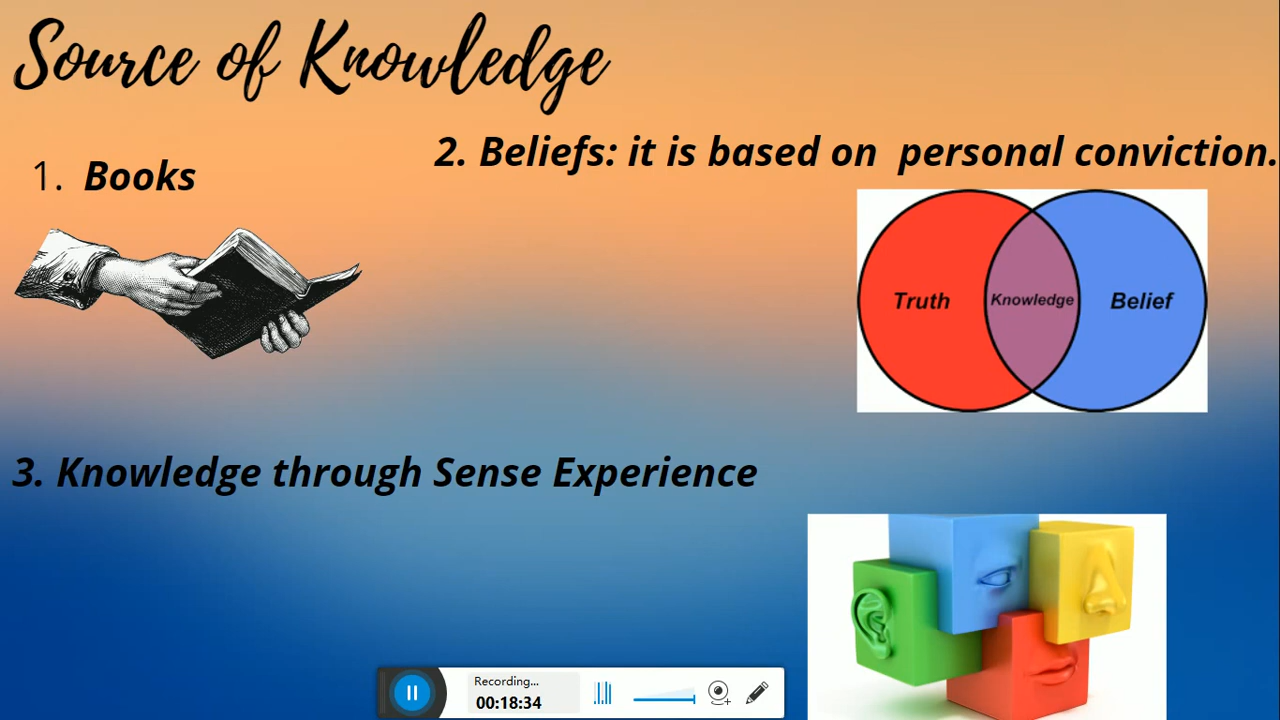 Source of Knowledge
1. Books
2. Beliefs: it is based on personal conviction.
Truth
Knowledge
Belief
3. Knowledge through Sense Experience
Recording...
00:18:34